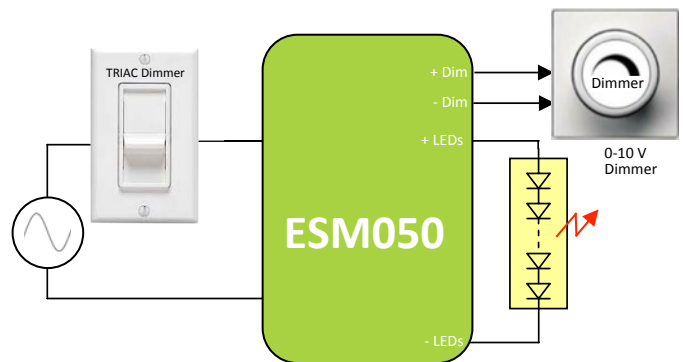 TRIAC Dimmer
+ Dim
- Dim
Dimmer
+ LEDs
0-10 V
Dimmer
ESM050
- LEDs